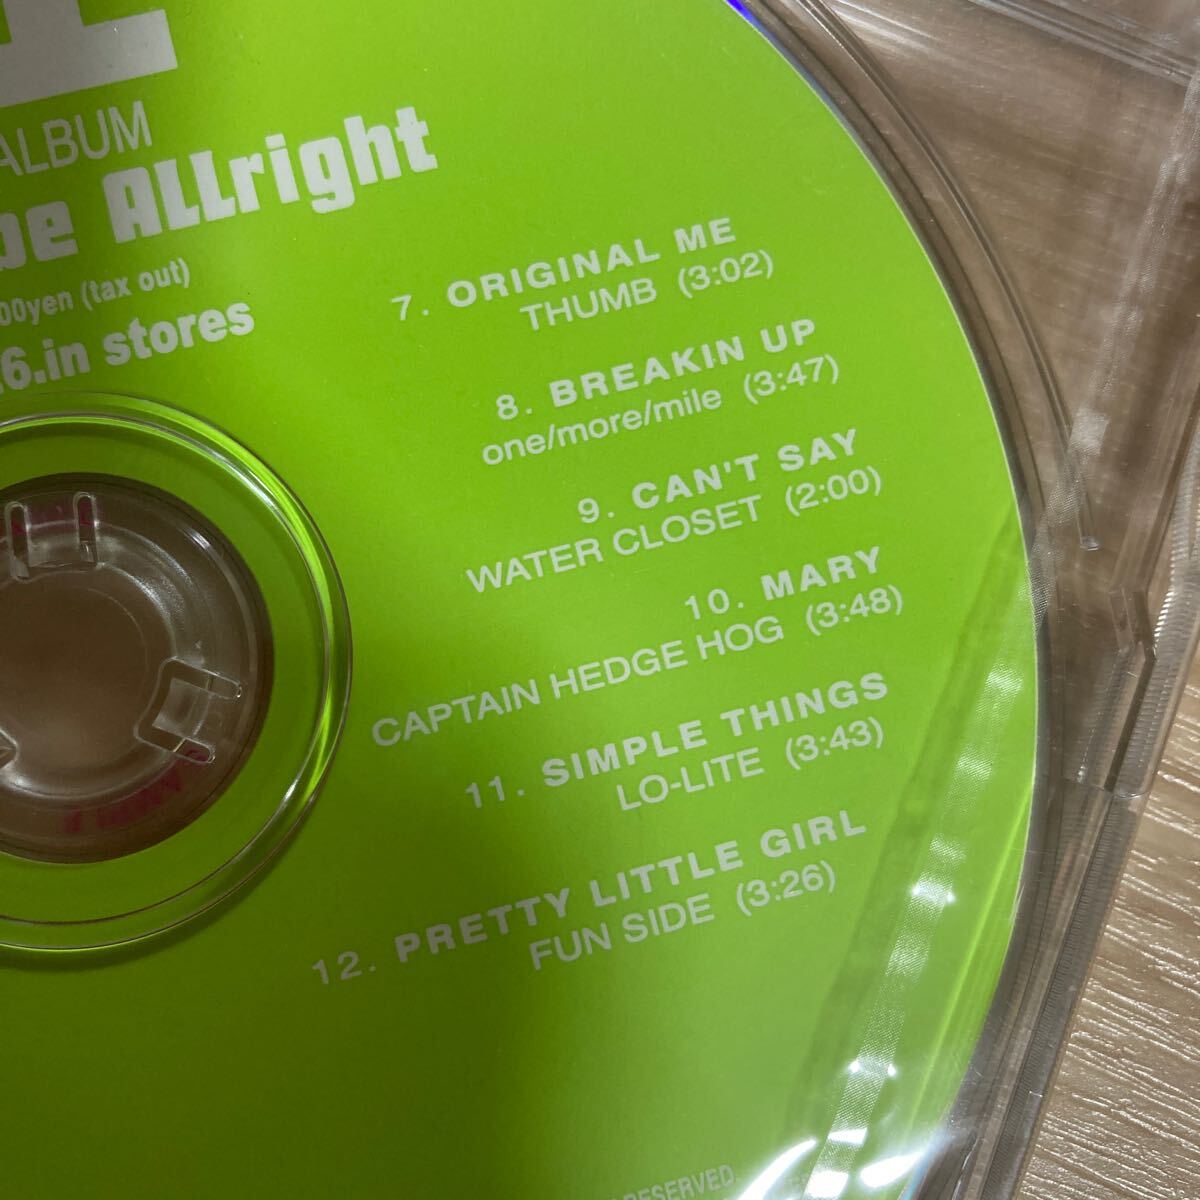 ALBUM
be ALLright
00yen (tax out)
.6.in stores
7. ORIGINAL ME
THUMB (3:02)
8. BREAKIN UP
one/more/mile (3:47)
9. CAN'T SAY
WATER CLOSET (2:00)
10. MARY
CAPTAIN HEDGE HOG (3:48)
11. SIMPLE THINGS
LO-LITE (3:43)
12. PRETTY LITTLE GIRL
FUN SIDE (3:26)
RESERVED.